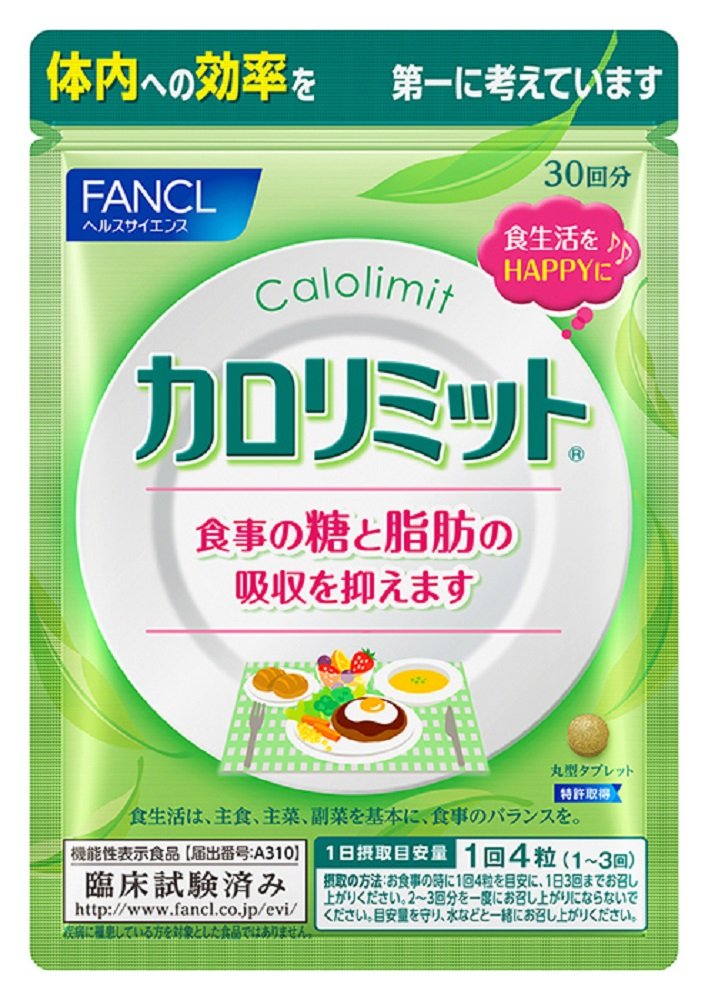 体内への効率を 第一に考えています
FANCL
ヘルスサイエンス
30回分
食生活を
HAPPYに
Calolimit
カロリミット®
食事の糖と脂肪の
吸収を抑えます
丸型タブレット
特許取得
食生活は、主食、主菜、副菜を基本に、食事のバランスを。
機能性表示食品【届出番号:A310】
臨床試験済み
http://www.fancl.co.jp/evi/
疾病に罹患している方を対象とした食品ではありません。
1日摂取目安量 1回4粒(1~3回)
摂取の方法:お食事の時に1回4粒を目安に、1日3回までお召し
上がりください。2~3回分を一度にお召し上がりにならないで
ください。目安量を守り、水などと一緒にお召し上がりください。